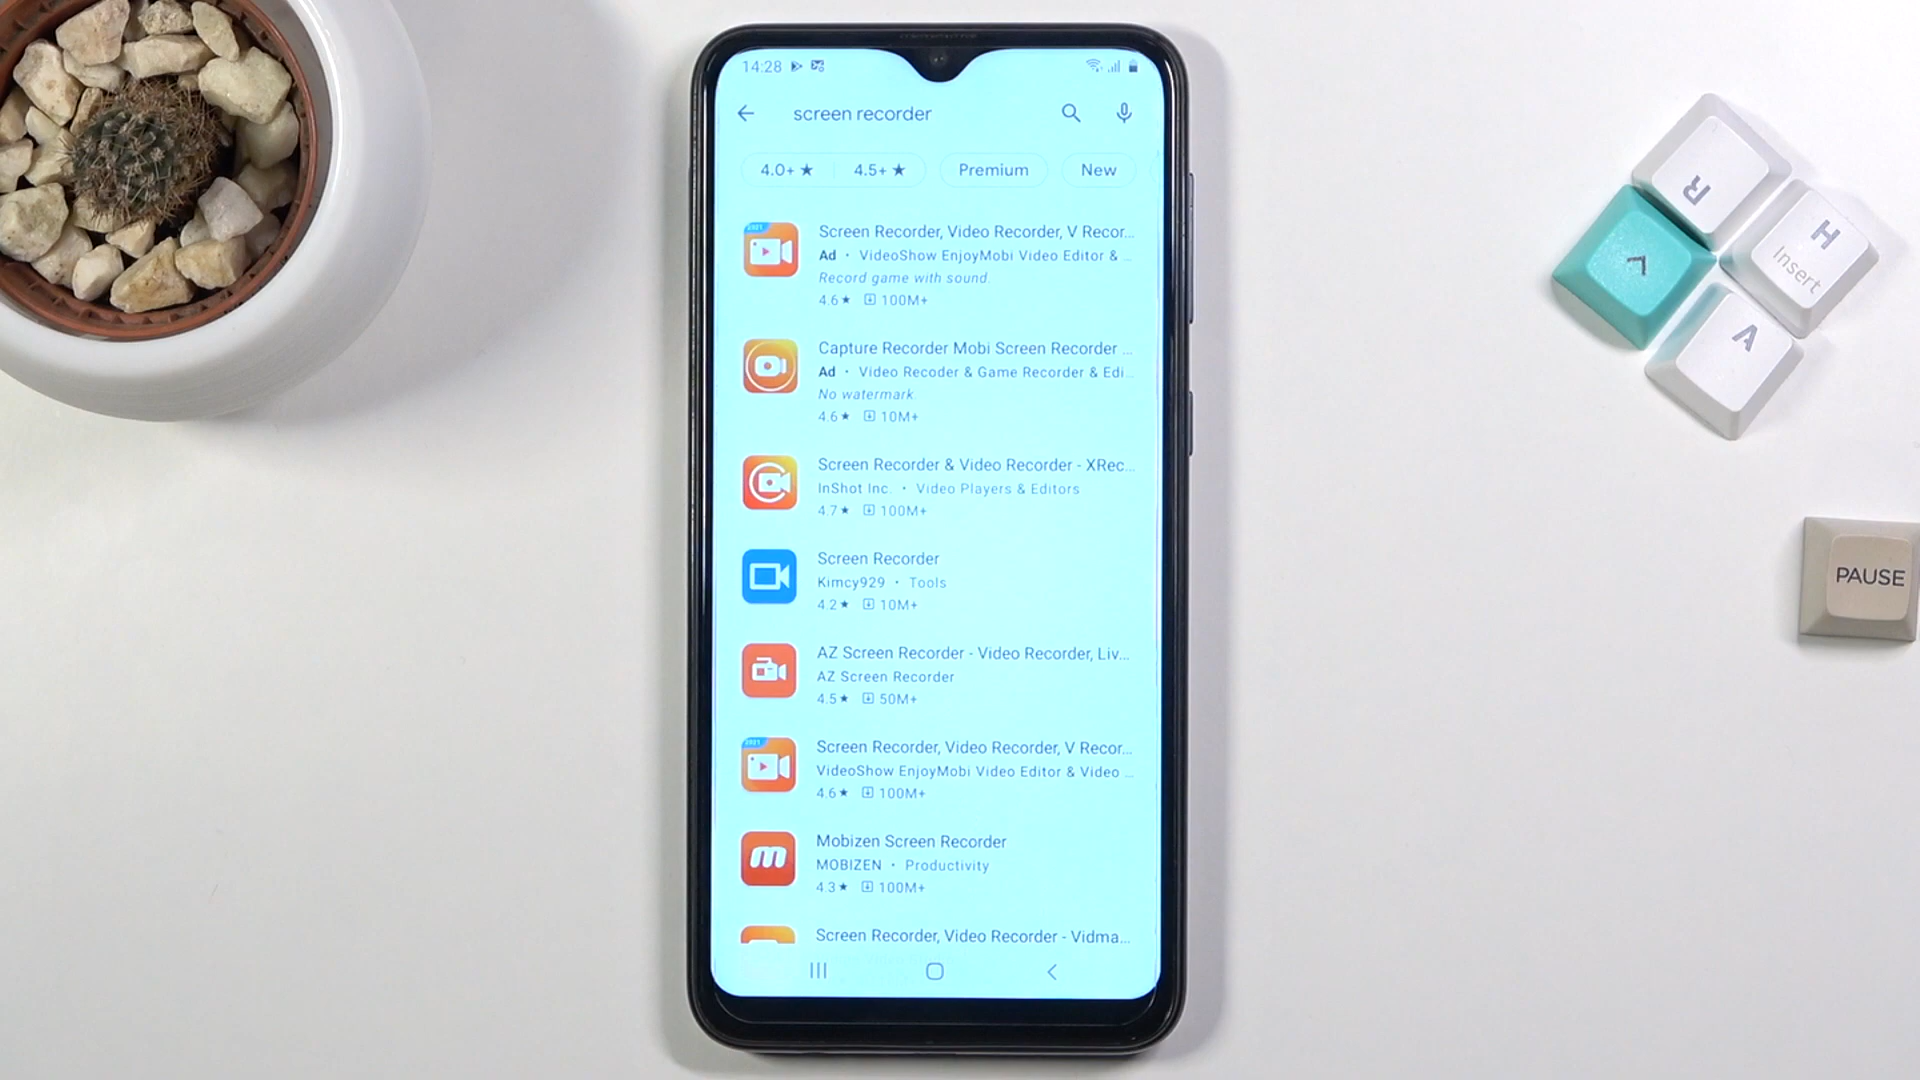 14:28
screen recorder
4.0+ ★ 4.5+ ★ Premium New
2021
Screen Recorder, Video Recorder, V Recor...
Ad • VideoShow EnjoyMobi Video Editor & ...
Record game with sound.
4.6★ 100M+
Capture Recorder Mobi Screen Recorder ...
Ad • Video Recoder & Game Recorder & Edi...
No watermark.
4.6★ 10M+
Screen Recorder & Video Recorder - XRec...
InShot Inc. • Video Players & Editors
4.7★ 100M+
Screen Recorder
Kimcy929 • Tools
4.2★ 10M+
AZ Screen Recorder - Video Recorder, Liv...
AZ Screen Recorder
4.5★ 50M+
2021
Screen Recorder, Video Recorder, V Recor...
VideoShow EnjoyMobi Video Editor & Video ...
4.6★ 100M+
m
Mobizen Screen Recorder
MOBIZEN • Productivity
4.3★ 100M+
Screen Recorder, Video Recorder - Vidma...
R
H
Insert
A
PAUSE